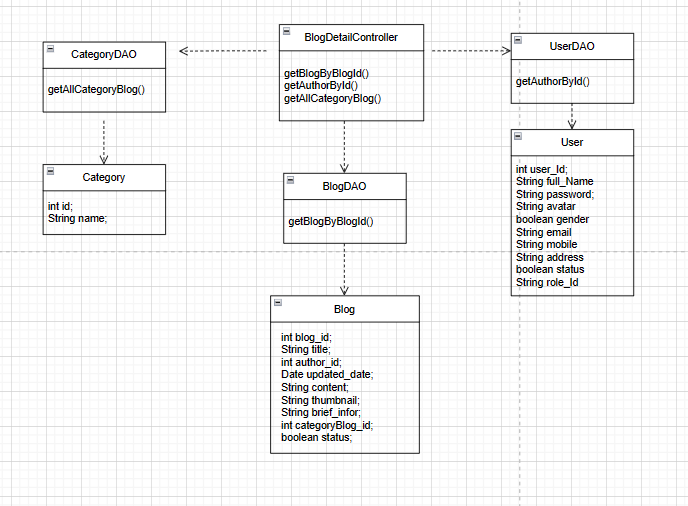 CategoryDAO
getAllCategoryBlog()
BlogDetailController
getBlogByBlogId()
getAuthorById()
getAllCategoryBlog()
UserDAO
getAuthorById()
Category
int id;
String name;
BlogDAO
getBlogByBlogId()
User
int user_Id;
String full_Name
String password;
String avatar
boolean gender
String email
String mobile
String address
boolean status
String role_Id
Blog
int blog_id;
String title;
int author_id;
Date updated_date;
String content;
String thumbnail;
String brief_infor;
int categoryBlog_id;
boolean status;